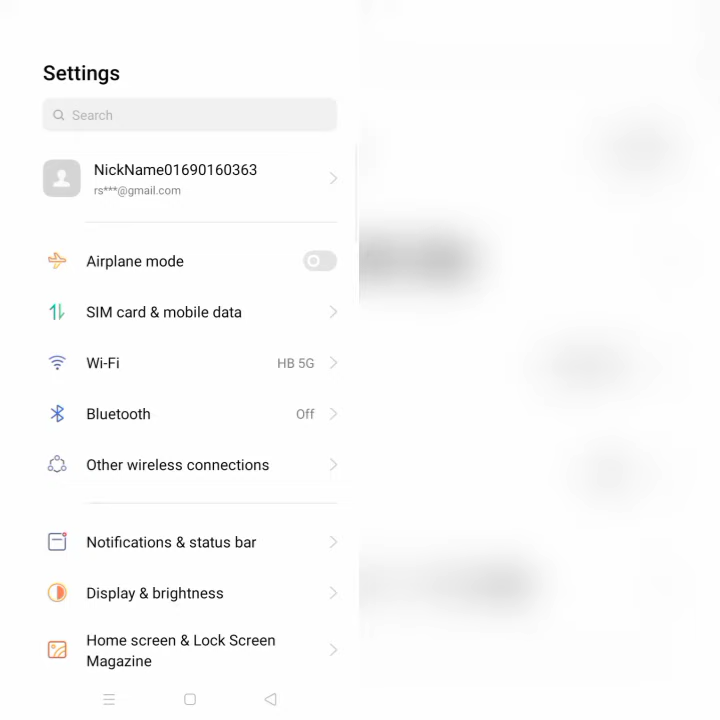 Settings
Search
NickName01690160363
rs***@gmail.com
Airplane mode
SIM card & mobile data
Wi-Fi HB 5G
Bluetooth Off
Other wireless connections
Notifications & status bar
Display & brightness
Home screen & Lock Screen
Magazine